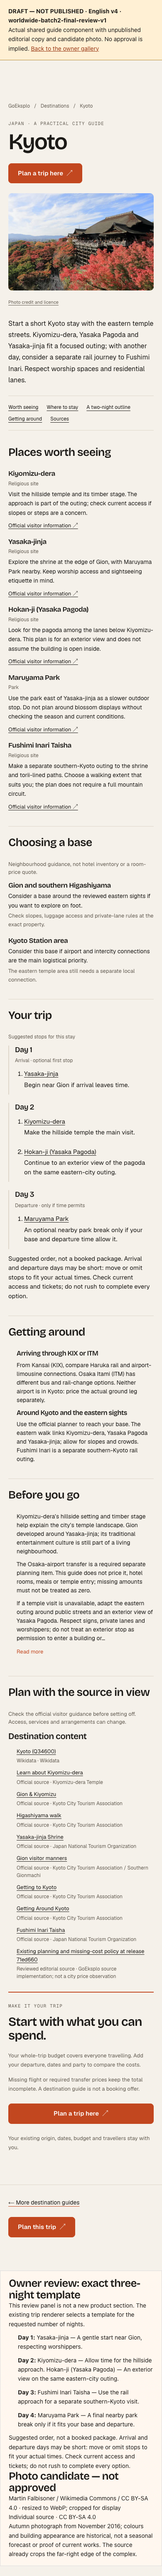 DRAFT — NOT PUBLISHED · English v4 ·
worldwide-batch2-final-review-v1
Actual shared guide component with unpublished
editorial copy and candidate photo. No approval is
implied. Back to the owner gallery
GoEksplo / Destinations / Kyoto
JAPAN · A PRACTICAL CITY GUIDE
Kyoto
Plan a trip here ↗
Photo credit and licence
Start a short Kyoto stay with the eastern temple
streets. Kiyomizu-dera, Yasaka Pagoda and
Yasaka-jinja fit a focused outing; with another
day, consider a separate rail journey to Fushimi
Inari. Respect worship spaces and residential
lanes.
Worth seeing Where to stay A two-night outline
Getting around Sources
Places worth seeing
Kiyomizu-dera
Religious site
Visit the hillside temple and its timber stage. The
approach is part of the outing; check current access if
slopes or steps are a concern.
Official visitor information ↗
Yasaka-jinja
Religious site
Explore the shrine at the edge of Gion, with Maruyama
Park nearby. Keep worship access and sightseeing
etiquette in mind.
Official visitor information ↗
Hokan-ji (Yasaka Pagoda)
Religious site
Look for the pagoda among the lanes below Kiyomizu-
dera. This plan is for an exterior view and does not
assume the building is open inside.
Official visitor information ↗
Maruyama Park
Park
Use the park east of Yasaka-jinja as a slower outdoor
stop. Do not plan around blossom displays without
checking the season and current conditions.
Official visitor information ↗
Fushimi Inari Taisha
Religious site
Make a separate southern-Kyoto outing to the shrine
and torii-lined paths. Choose a walking extent that
suits you; the plan does not require a full mountain
circuit.
Official visitor information ↗
Choosing a base
Neighbourhood guidance, not hotel inventory or a room-
price quote.
Gion and southern Higashiyama
Consider a base around the reviewed eastern sights if
you want to explore on foot.
Check slopes, luggage access and private-lane rules at the
exact property.
Kyoto Station area
Consider this base if airport and intercity connections
are the main logistical priority.
The eastern temple area still needs a separate local
connection.
Your trip
Suggested stops for this stay
Day 1
Arrival · optional first stop
1. Yasaka-jinja
Begin near Gion if arrival leaves time.
Day 2
1. Kiyomizu-dera
Make the hillside temple the main visit.
2. Hokan-ji (Yasaka Pagoda)
Continue to an exterior view of the pagoda
on the same eastern-city outing.
Day 3
Departure · only if time permits
1. Maruyama Park
An optional nearby park break only if your
base and departure time allow it.
Suggested order, not a booked package. Arrival
and departure days may be short: move or omit
stops to fit your actual times. Check current
access and tickets; do not rush to complete every
option.
Getting around
Arriving through KIX or ITM
From Kansai (KIX), compare Haruka rail and airport-
limousine connections. Osaka Itami (ITM) has
different bus and rail-change options. Neither
airport is in Kyoto: price the actual ground leg
separately.
Around Kyoto and the eastern sights
Use the official planner to reach your base. The
eastern walk links Kiyomizu-dera, Yasaka Pagoda
and Yasaka-jinja; allow for slopes and crowds.
Fushimi Inari is a separate southern-Kyoto rail
outing.
Before you go
Kiyomizu-dera's hillside setting and timber stage
help explain the city's temple landscape. Gion
developed around Yasaka-jinja; its traditional
entertainment culture is still part of a living
neighbourhood.
The Osaka-airport transfer is a required separate
planning item. This guide does not price it, hotel
rooms, meals or temple entry; missing amounts
must not be treated as zero.
If a temple visit is unavailable, adapt the eastern
outing around its outdoor streets and an exterior view of
Yasaka Pagoda. Respect signs, private lanes and
worshippers; do not treat an exterior stop as
permission to enter a building or…
Read more
Plan with the source in view
Check the official visitor guidance before setting off.
Access, services and arrangements can change.
Destination content
Kyoto (Q34600)
Wikidata · Wikidata
Learn about Kiyomizu-dera
Official source · Kiyomizu-dera Temple
Gion & Kiyomizu
Official source · Kyoto City Tourism Association
Higashiyama walk
Official source · Kyoto City Tourism Association
Yasaka-jinja Shrine
Official source · Japan National Tourism Organization
Gion visitor manners
Official source · Kyoto City Tourism Association / Southern
Gionmachi
Getting to Kyoto
Official source · Kyoto City Tourism Association
Getting Around Kyoto
Official source · Kyoto City Tourism Association
Fushimi Inari Taisha
Official source · Japan National Tourism Organization
Existing planning and missing-cost policy at release
71ed660
Reviewed editorial source · GoEksplo source
implementation; not a city price observation
MAKE IT YOUR TRIP
Start with what you can
spend.
Your whole-trip budget covers everyone travelling. Add
your departure, dates and party to compare the costs.
Missing flight or required transfer prices keep the total
incomplete. A destination guide is not a booking offer.
Plan a trip here ↗
Your existing origin, dates, budget and travellers stay with
you.
← More destination guides
Plan this trip ↗
Owner review: exact three-
night template
This preview panel is not a new product section. The
existing trip renderer selects a template for the
requested number of nights.
Day 1: Yasaka-jinja — A gentle start near Gion,
respecting worshippers.
Day 2: Kiyomizu-dera — Allow time for the hillside
approach. Hokan-ji (Yasaka Pagoda) — An exterior
view on the same eastern-city outing.
Day 3: Fushimi Inari Taisha — Use the rail
approach for a separate southern-Kyoto visit.
Day 4: Maruyama Park — A final nearby park
break only if it fits your base and departure.
Suggested order, not a booked package. Arrival and
departure days may be short: move or omit stops to
fit your actual times. Check current access and
tickets; do not rush to complete every option.
Photo candidate — not
approved
Martin Falbisoner / Wikimedia Commons / CC BY-SA
4.0 · resized to WebP; cropped for display
Individual source · CC BY-SA 4.0
Autumn photograph from November 2016; colours
and building appearance are historical, not a seasonal
forecast or proof of current works. The source
already crops the far-right edge of the complex.